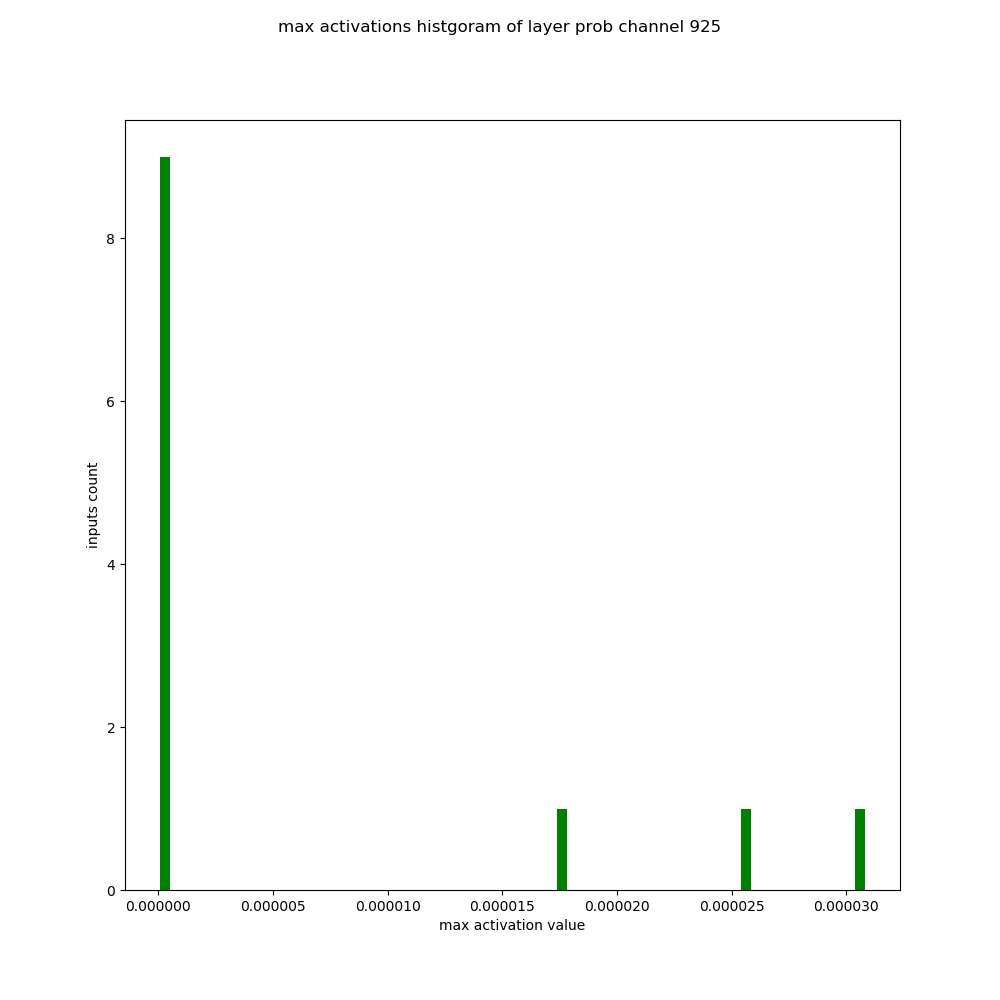 max activations histgoram of layer prob channel 925
8
6
4
2
0
inputs count
0.000000 0.000005 0.000010 0.000015 0.000020 0.000025 0.000030
max activation value